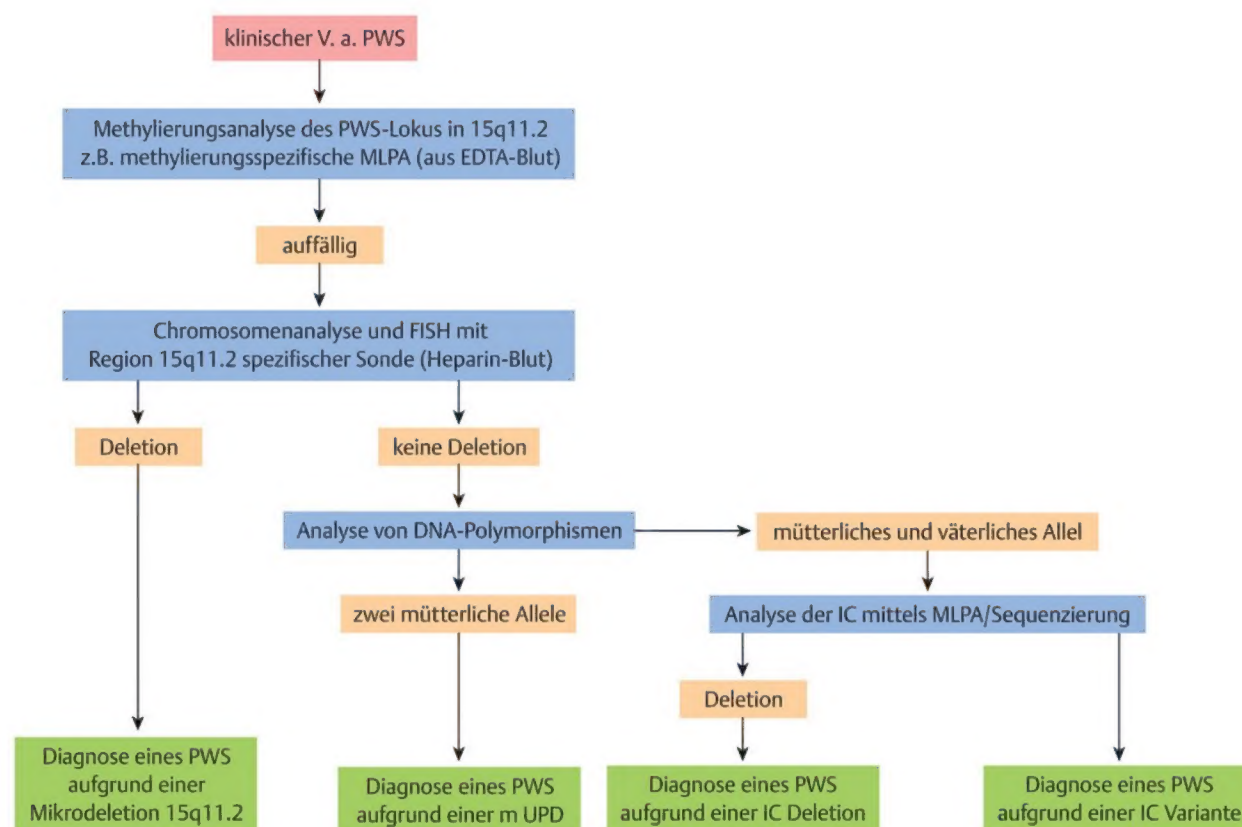 klinischer V. a. PWS
Methylierungsanalyse des PWS-Lokus in 15q11.2
z.B. methylierungsspezifische MLPA (aus EDTA-Blut)
auffällig
Chromosomenanalyse und FISH mit
Region 15q11.2 spezifischer Sonde (Heparin-Blut)
Deletion
keine Deletion
Analyse von DNA-Polymorphismen
mütterliches und väterliches Allel
zwei mütterliche Allele
Analyse der IC mittels MLPA/Sequenzierung
Deletion
Diagnose eines PWS
aufgrund einer
Mikrodeletion 15q11.2
Diagnose eines PWS
aufgrund einer m UPD
Diagnose eines PWS
aufgrund einer IC Deletion
Diagnose eines PWS
aufgrund einer IC Variante